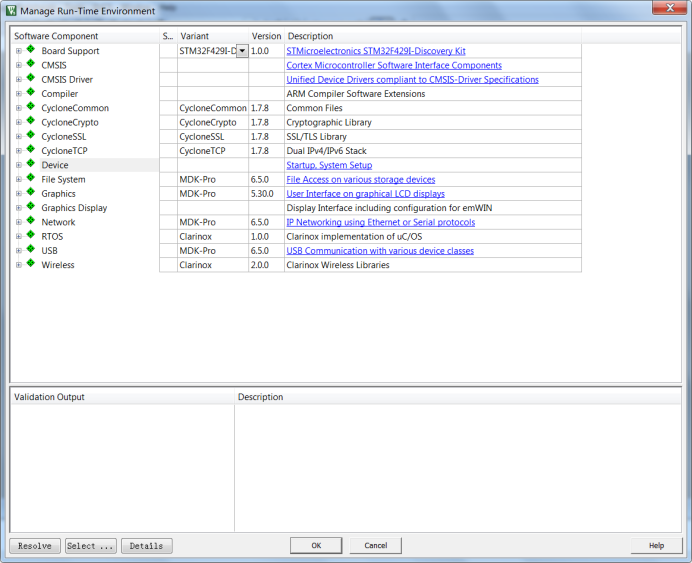 Manage Run-Time Environment
Software Component S... Variant Version Description
Board Support STM32F429I-D 1.0.0 STMicroelectronics STM32F429I-Discovery Kit
CMSIS Cortex Microcontroller Software Interface Components
CMSIS Driver Unified Device Drivers compliant to CMSIS-Driver Specifications
Compiler ARM Compiler Software Extensions
CycloneCommon CycloneCommon 1.7.8 Common Files
CycloneCrypto CycloneCrypto 1.7.8 Cryptographic Library
CycloneSSL CycloneSSL 1.7.8 SSL/TLS Library
CycloneTCP CycloneTCP 1.7.8 Dual IPv4/IPv6 Stack
Device Startup, System Setup
File System MDK-Pro 6.5.0 File Access on various storage devices
Graphics MDK-Pro 5.30.0 User Interface on graphical LCD displays
Graphics Display Display Interface including configuration for emWIN
Network MDK-Pro 6.5.0 IP Networking using Ethernet or Serial protocols
RTOS Clarinox 1.0.0 Clarinox implementation of uC/OS
USB MDK-Pro 6.5.0 USB Communication with various device classes
Wireless Clarinox 2.0.0 Clarinox Wireless Libraries
Validation Output Description
Resolve Select ... Details OK Cancel Help